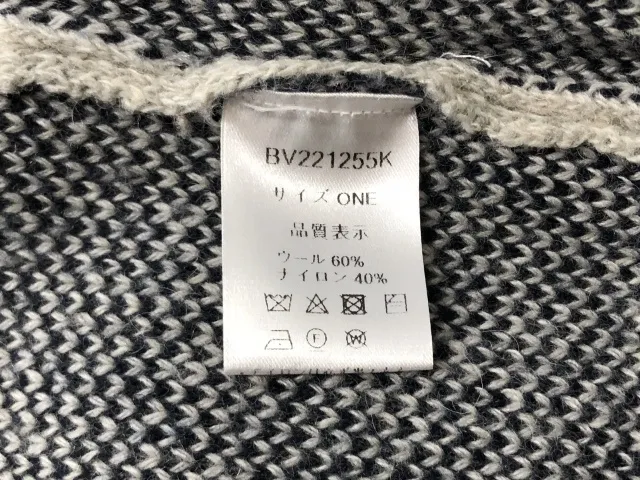 BV221255K
サイズ ONE
品質表示
ウール 60%
ナイロン 40%
F
W